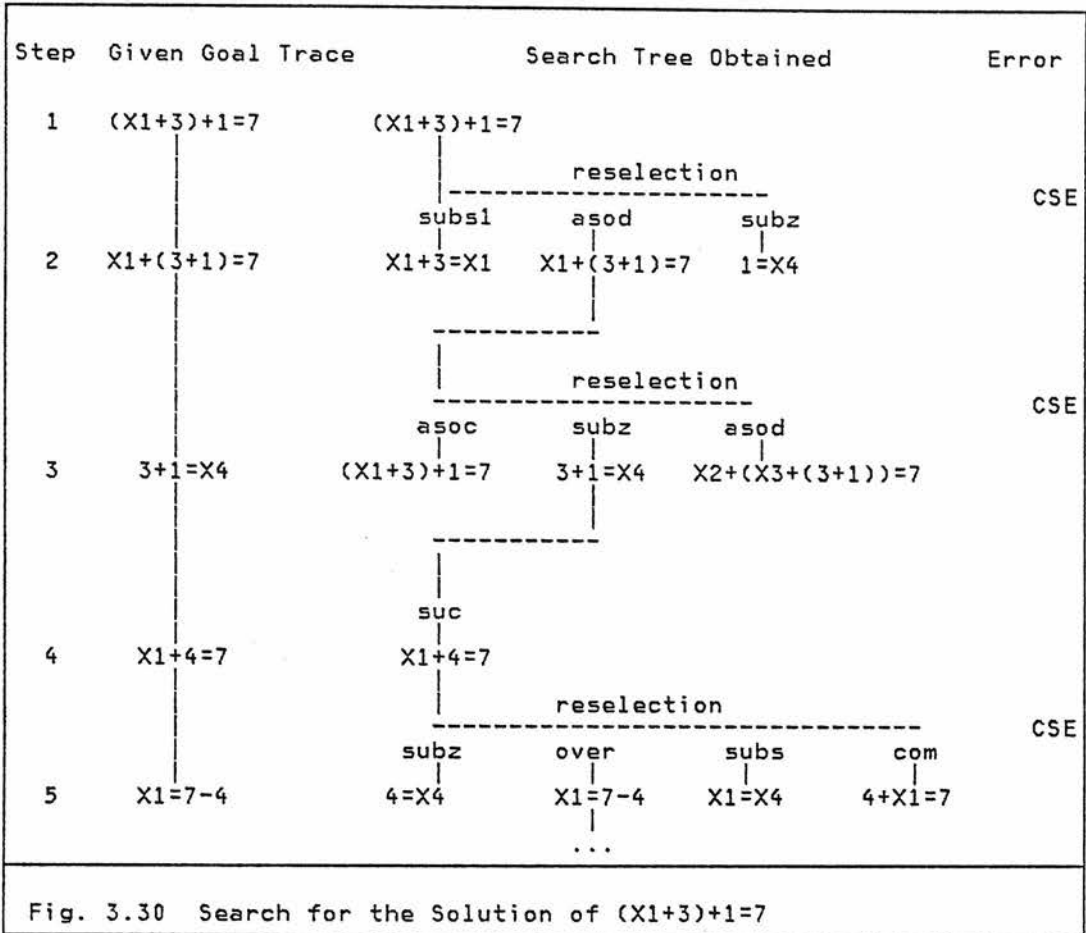 Step Given Goal Trace Search Tree Obtained Error
1 (X1+3)+1=7 (X1+3)+1=7
reselection
CSE
subsl asod subz
2 X1+(3+1)=7 X1+3=X1 X1+(3+1)=7 1=X4
reselection
CSE
asoc subz asod
3 3+1=X4 (X1+3)+1=7 3+1=X4 X2+(X3+(3+1))=7
suc
4 X1+4=7 X1+4=7
reselection
CSE
subz over subs com
5 X1=7-4 4=X4 X1=7-4 X1=X4 4+X1=7
...
Fig. 3.30 Search for the Solution of (X1+3)+1=7